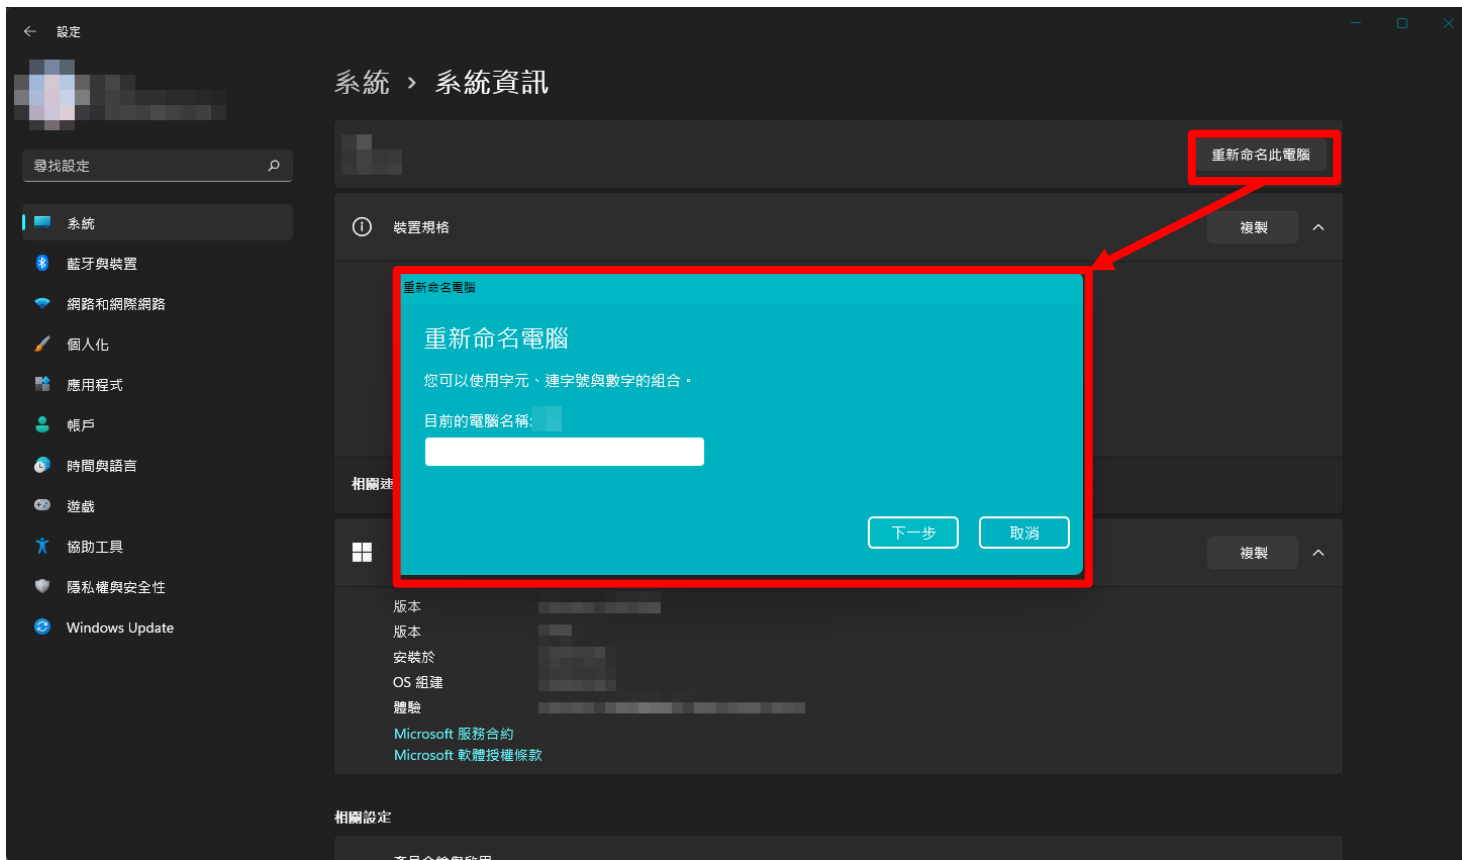 設定
系統 › 系統資訊
尋找設定
重新命名此電腦
系統
藍牙與裝置
網路和網際網路
個人化
應用程式
帳戶
時間與語言
遊戲
協助工具
隱私權與安全性
Windows Update
裝置規格
複製
重新命名電腦
重新命名電腦
您可以使用字元、連字號與數字的組合。
目前的電腦名稱:
下一步
取消
相關連
複製
版本
版本
安裝於
OS 組建
體驗
Microsoft 服務合約
Microsoft 軟體授權條款
相關設定